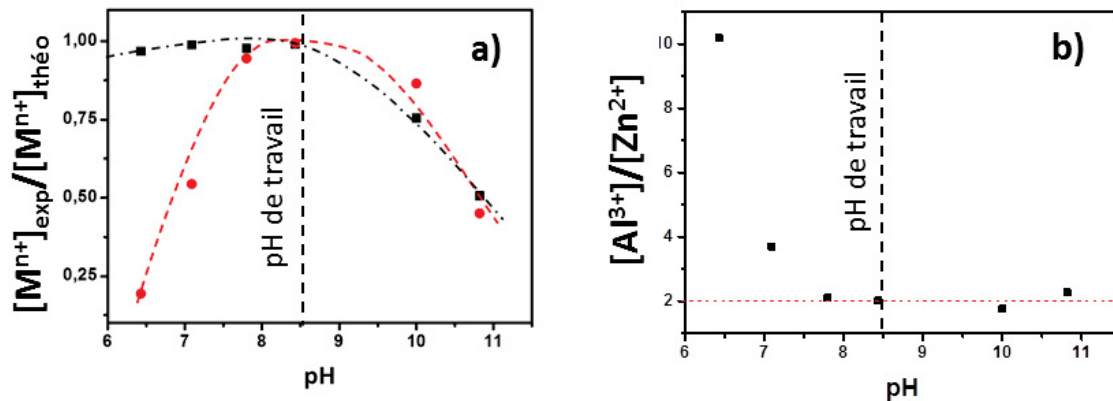 [Mⁿ⁺]exp/[Mⁿ⁺]théo
1,00
0,75
0,50
0,25
6
7
8
9
10
11
pH
pH de travail
a)
[Al³⁺]/[Zn²⁺]
10
8
6
4
2
6
7
8
9
10
11
pH
pH de travail
b)